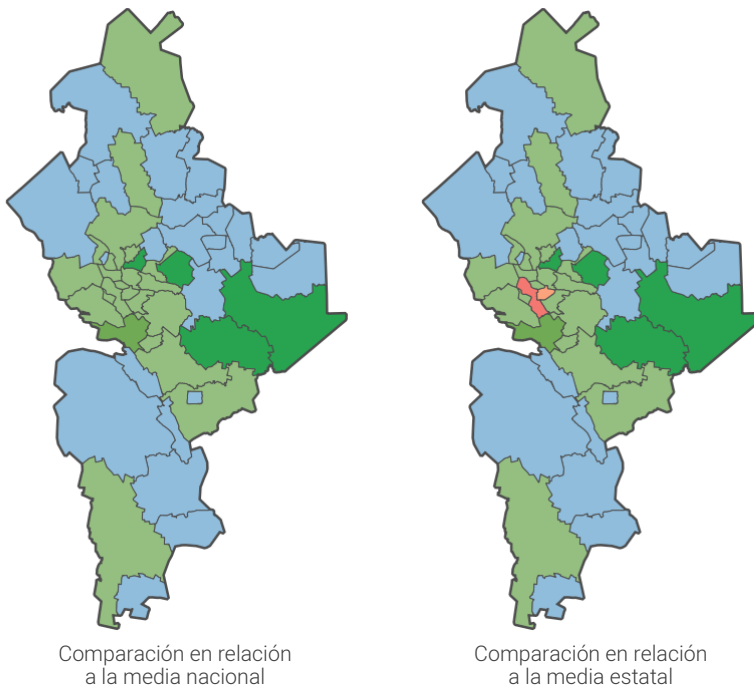 Comparación en relación
a la media nacional
Comparación en relación
a la media estatal